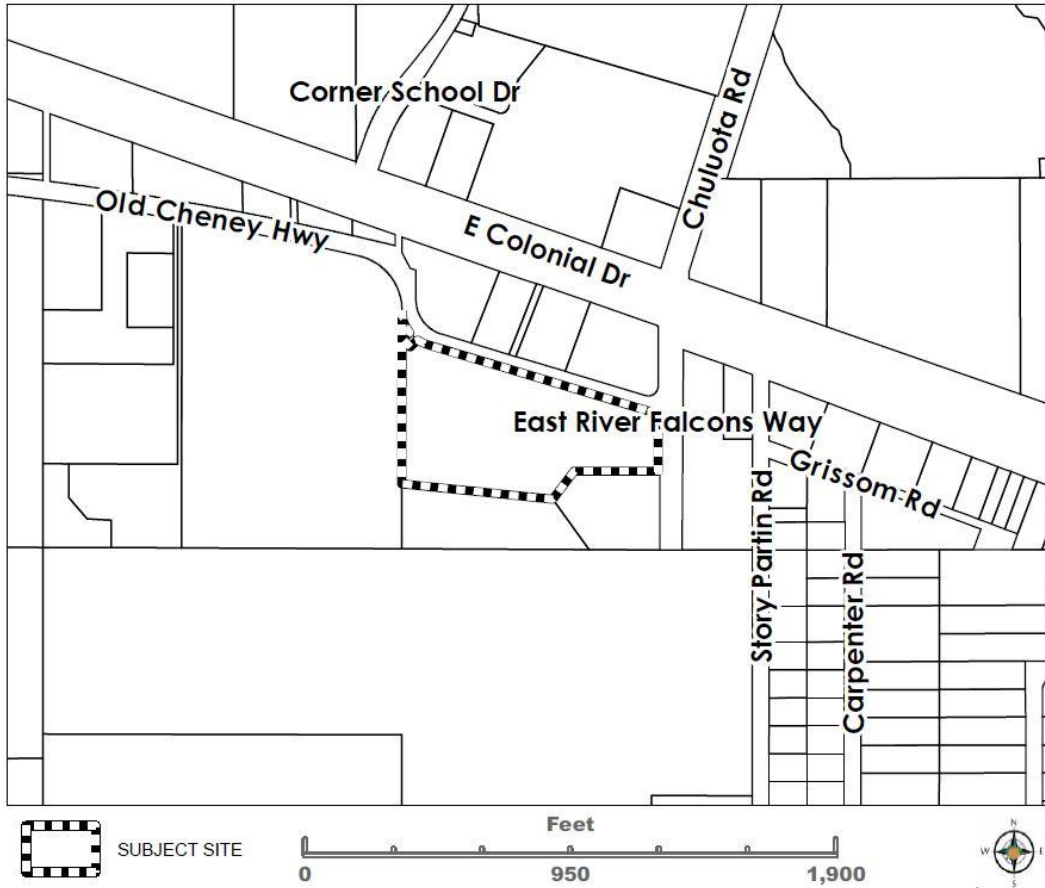 Corner School Dr
Chuluota Rd
Old Cheney Hwy
E Colonial Dr
East River Falcons Way
Grissom Rd
Story Partin Rd
Carpenter Rd
SUBJECT SITE
Feet
0 950 1,900
N
W E
S